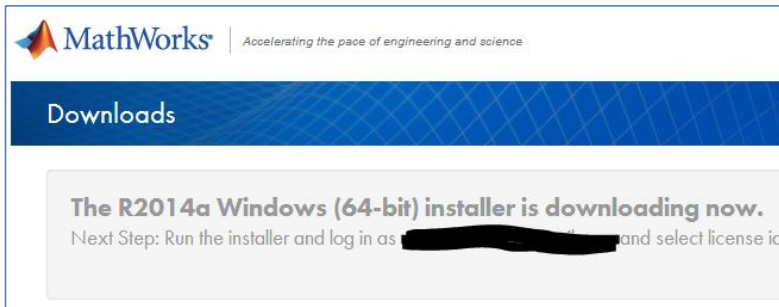 MathWorks®
Accelerating the pace of engineering and science
Downloads
The R2014a Windows (64-bit) installer is downloading now.
Next Step: Run the installer and log in as and select license